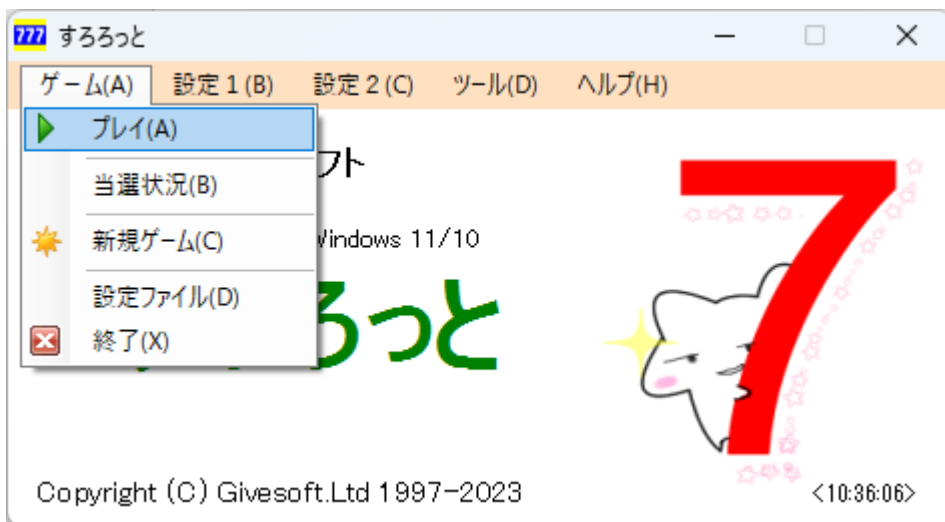 777 すろろっと
ゲーム(A) 設定1(B) 設定2(C) ツール(D) ヘルプ(H)
プレイ(A)
フト
当選状況(B)
新規ゲーム(C)
Windows 11/10
設定ファイル(D)
ろっと
終了(X)
7
Copyright (C) Givesoft.Ltd 1997-2023
<10:36:06>